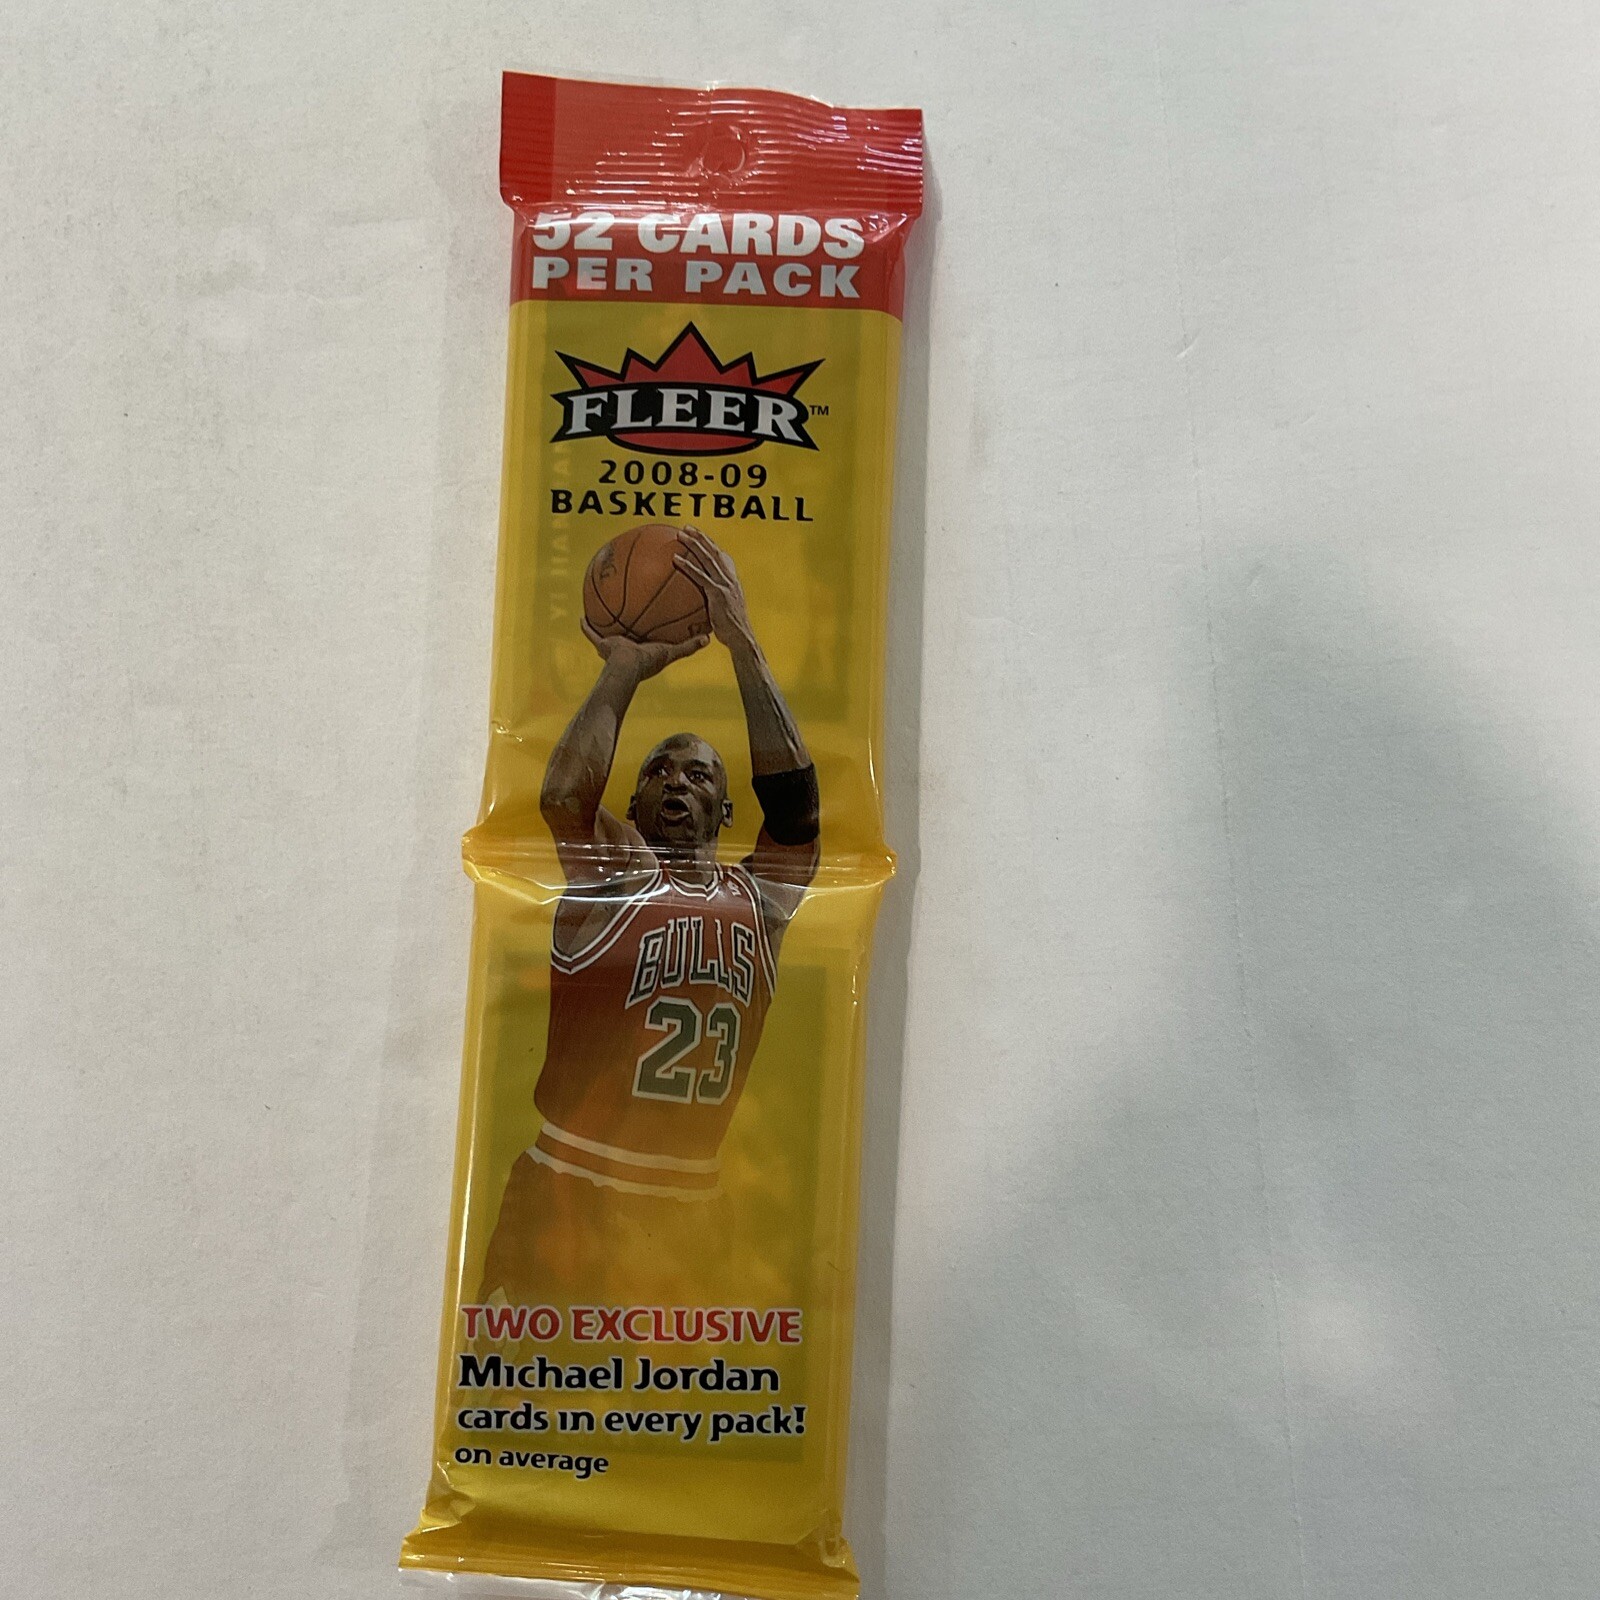 52 CARDS
PER PACK
FLEER™
2008-09
BASKETBALL
BULLS
23
TWO EXCLUSIVE
Michael Jordan
cards in every pack!
on average